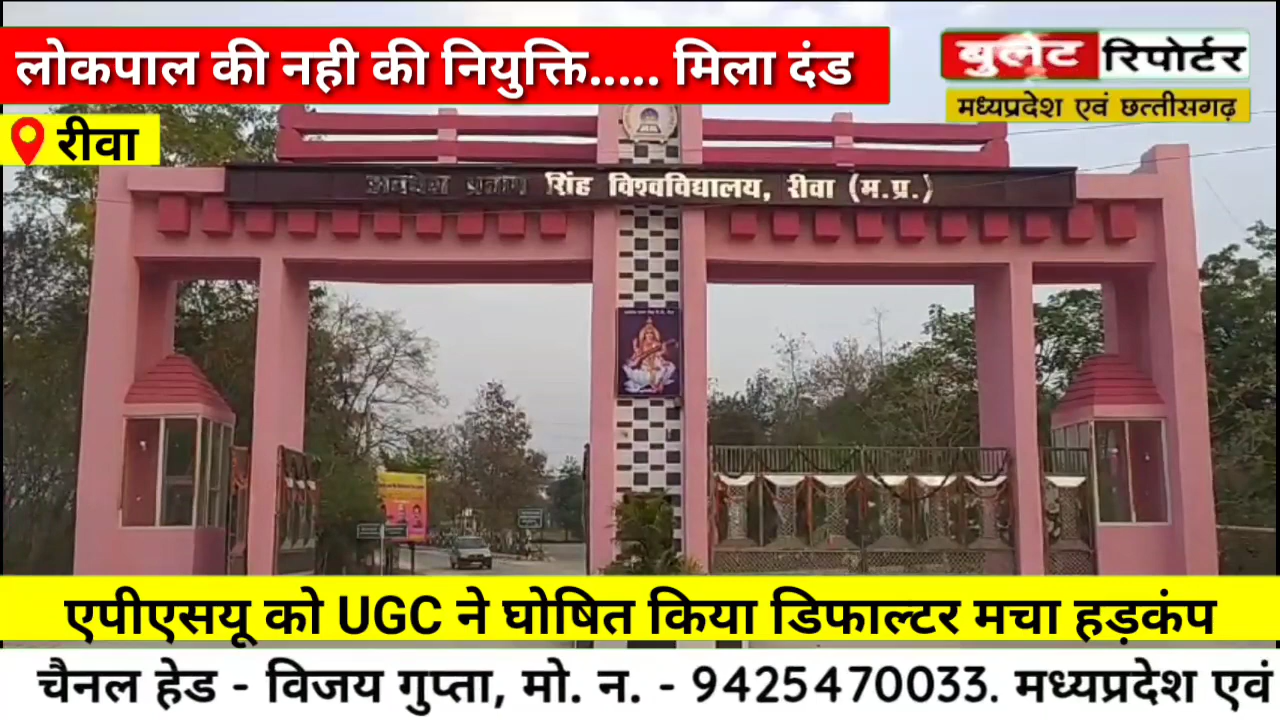 लोकपाल की नही की नियुक्ति..... मिला दंड
बुलेट रिपोर्टर
मध्यप्रदेश एवं छत्तीसगढ़
रीवा
सिंह विश्वविद्यालय, रीवा (म.प्र.)
एपीएसयू को UGC ने घोषित किया डिफाल्टर मचा हड़कंप
चैनल हेड - विजय गुप्ता, मो. न. - 9425470033. मध्यप्रदेश एवं